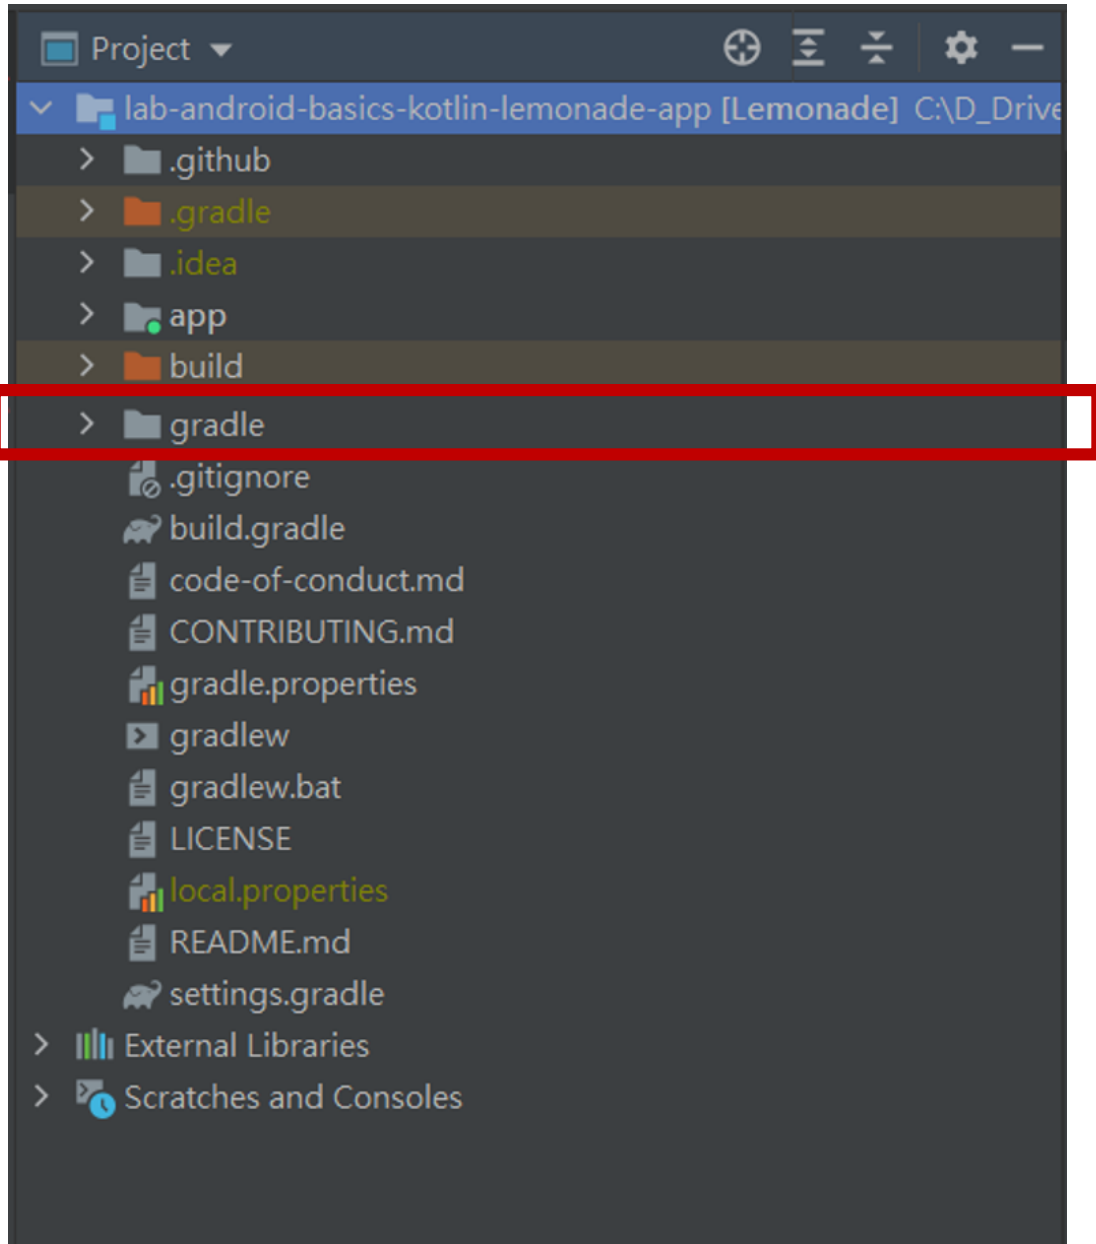 Project
lab-android-basics-kotlin-lemonade-app [Lemonade] C:\D_Drive
.github
.gradle
.idea
app
build
gradle
.gitignore
build.gradle
code-of-conduct.md
CONTRIBUTING.md
gradle.properties
gradlew
gradlew.bat
LICENSE
local.properties
README.md
settings.gradle
External Libraries
Scratches and Consoles